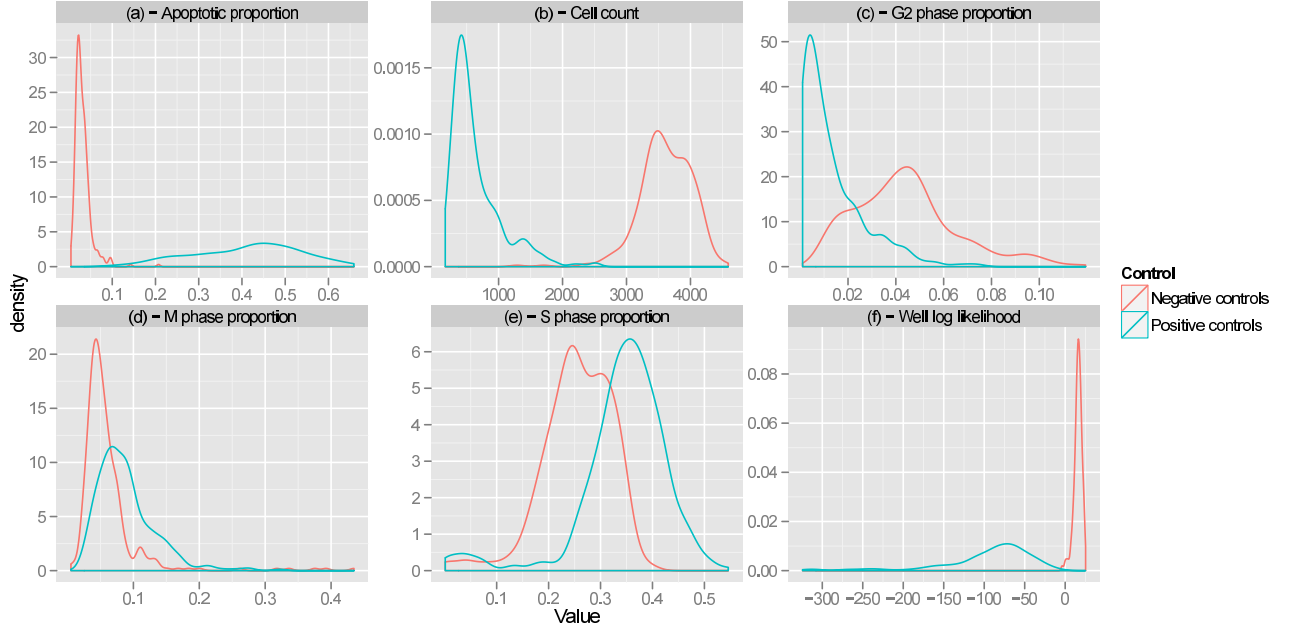 (a) − Apoptotic proportion
(b) − Cell count
(c) − G2 phase proportion
30
25
20
15
10
5
0
0.1 0.2 0.3 0.4 0.5 0.6
0.0015
0.0010
0.0005
0.0000
1000 2000 3000 4000
50
40
30
20
10
0
0.02 0.04 0.06 0.08 0.10
density
(d) − M phase proportion
(e) − S phase proportion
(f) − Well log likelihood
20
15
10
5
0
0.1 0.2 0.3 0.4
6
5
4
3
2
1
0
0.1 0.2 0.3 0.4 0.5
0.08
0.06
0.04
0.02
0.00
−300 −250 −200 −150 −100 −50 0
Value
Control
Negative controls
Positive controls